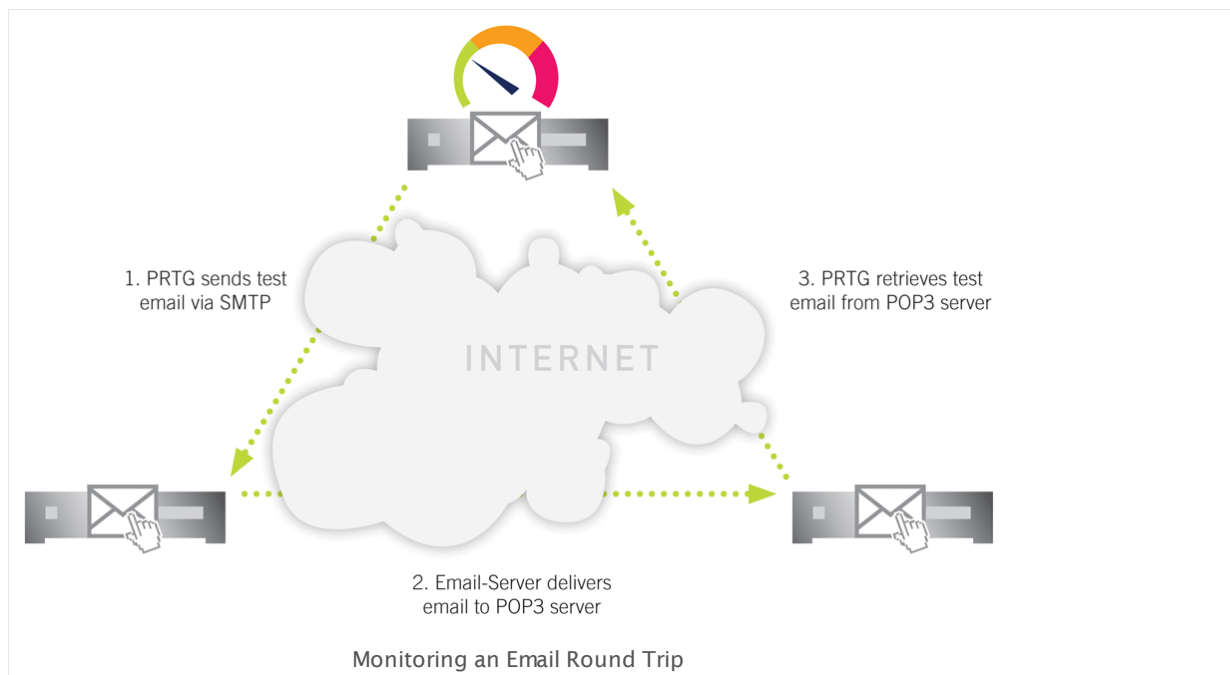 1. PRTG sends test
email via SMTP
3. PRTG retrieves test
email from POP3 server
INTERNET
2. Email-Server delivers
email to POP3 server
Monitoring an Email Round Trip